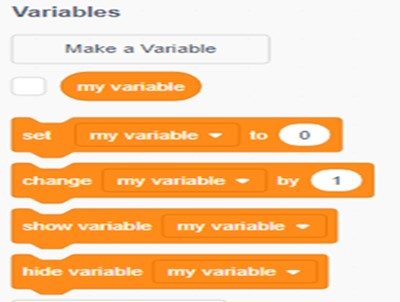 Variables
Make a Variable
my variable
set my variable to 0
change my variable by 1
show variable my variable
hide variable my variable